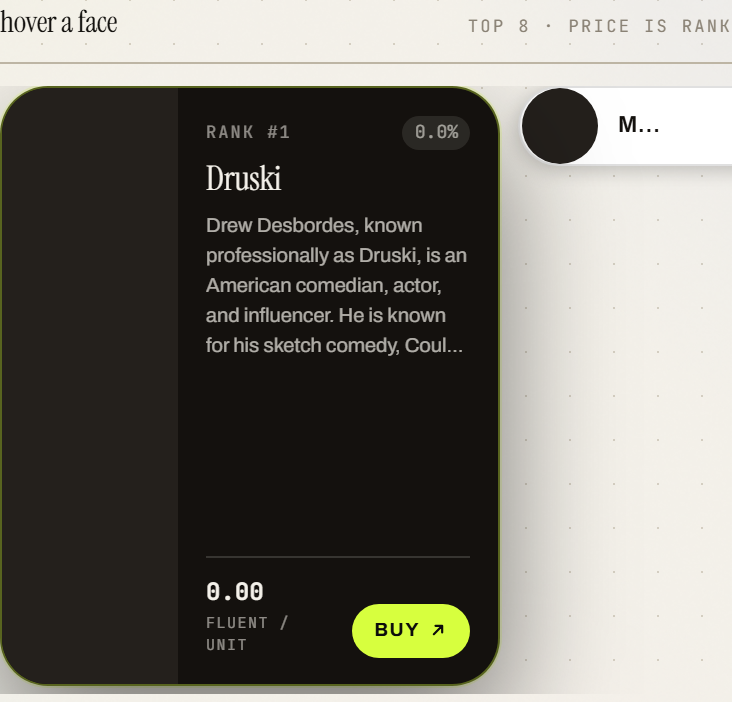 hover a face
TOP 8 · PRICE IS RANK
RANK #1
0.0%
Druski
Drew Desbordes, known
professionally as Druski, is an
American comedian, actor,
and influencer. He is known
for his sketch comedy, Coul...
0.00
FLUENT /
UNIT
BUY ↗
M...